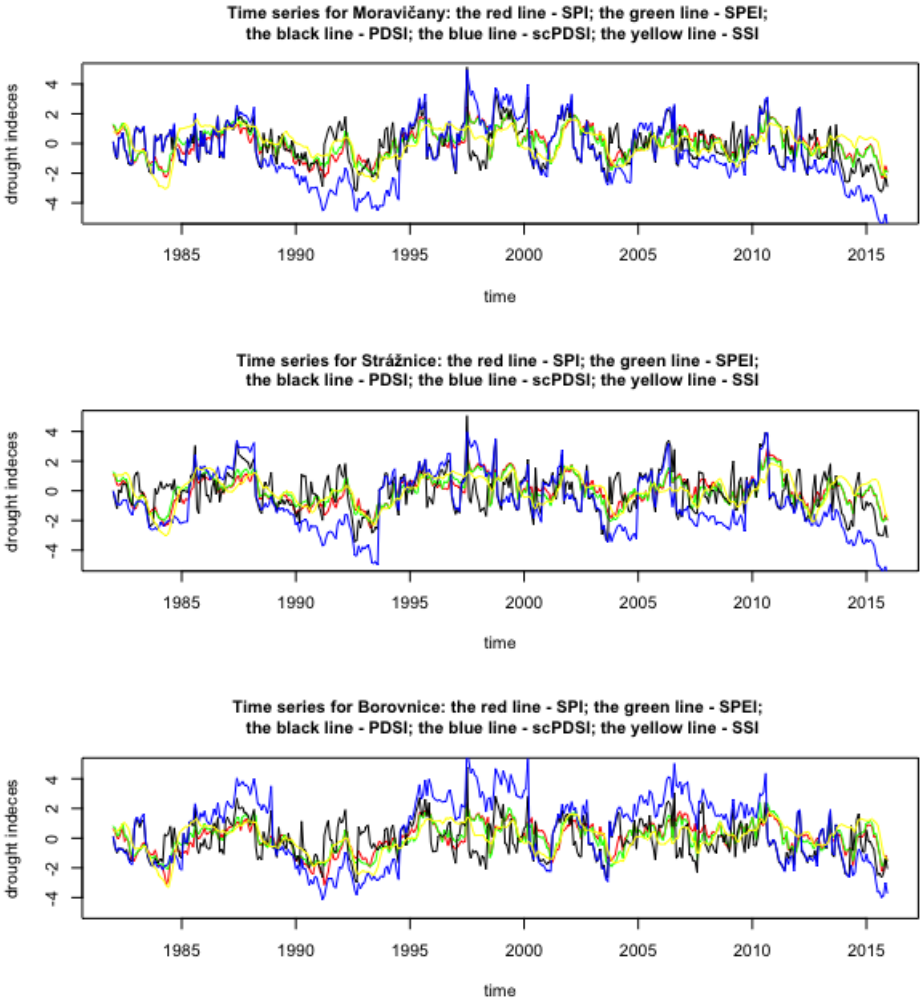 Time series for Moravičany: the red line - SPI; the green line - SPEI;
the black line - PDSI; the blue line - scPDSI; the yellow line - SSI
drought indeces
4
2
0
-2
-4
1985 1990 1995 2000 2005 2010 2015
time
Time series for Strážnice: the red line - SPI; the green line - SPEI;
the black line - PDSI; the blue line - scPDSI; the yellow line - SSI
drought indeces
4
2
0
-2
-4
1985 1990 1995 2000 2005 2010 2015
time
Time series for Borovnice: the red line - SPI; the green line - SPEI;
the black line - PDSI; the blue line - scPDSI; the yellow line - SSI
drought indeces
4
2
0
-2
-4
1985 1990 1995 2000 2005 2010 2015
time